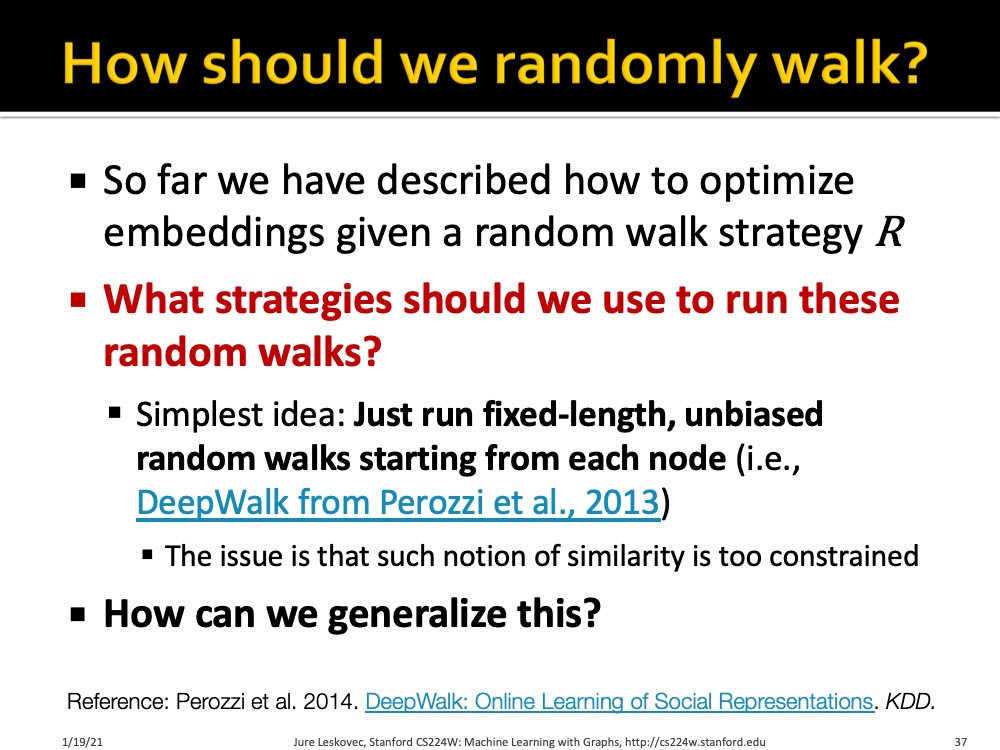 How should we randomly walk?
▪ So far we have described how to optimize
embeddings given a random walk strategy R
▪ What strategies should we use to run these
random walks?
▪ Simplest idea: Just run fixed-length, unbiased
random walks starting from each node (i.e.,
DeepWalk from Perozzi et al., 2013)
▪ The issue is that such notion of similarity is too constrained
▪ How can we generalize this?
Reference: Perozzi et al. 2014. DeepWalk: Online Learning of Social Representations. KDD.
1/19/21 Jure Leskovec, Stanford CS224W: Machine Learning with Graphs, http://cs224w.stanford.edu 37